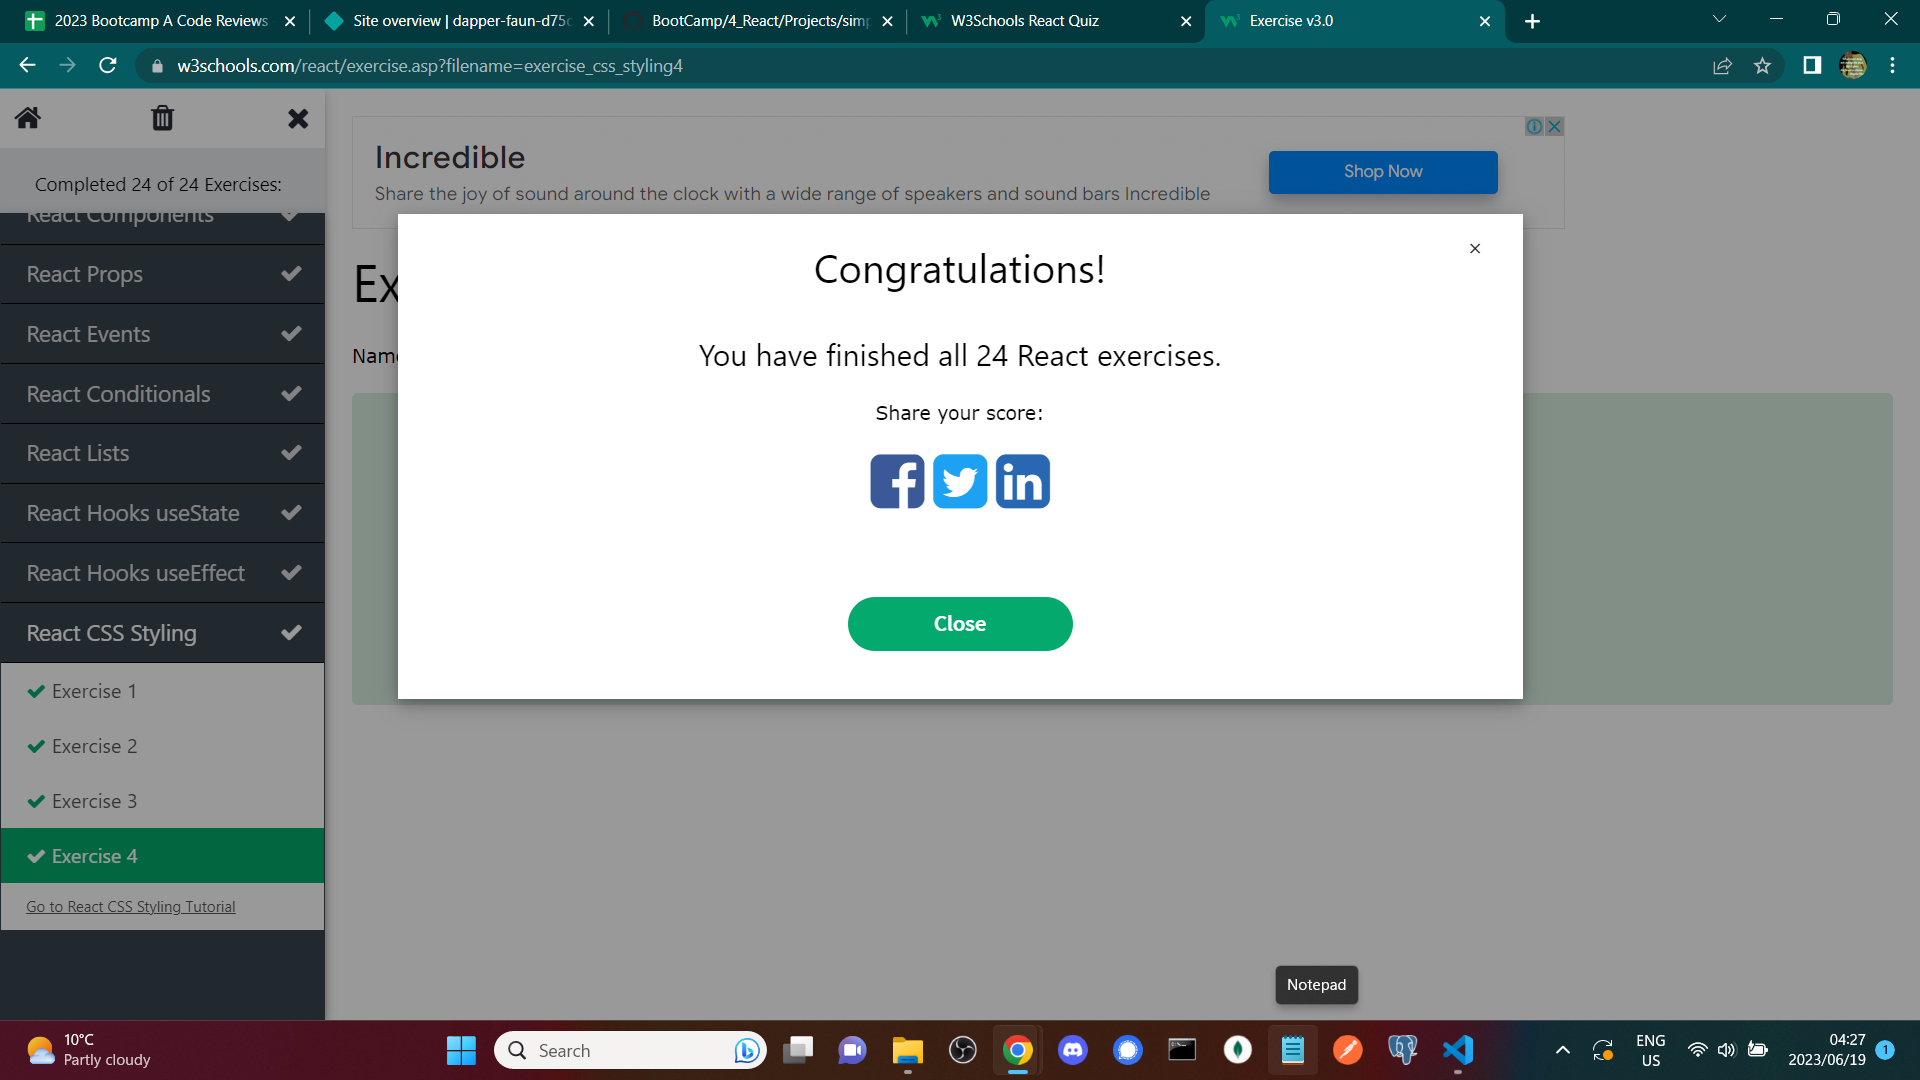 2023 Bootcamp A Code Reviews
Site overview | dapper-faun-d75c
BootCamp/4_React/Projects/simp
W3Schools React Quiz
Exercise v3.0
w3schools.com/react/exercise.asp?filename=exercise_css_styling4
Completed 24 of 24 Exercises:
React Components
React Props
React Events
React Conditionals
React Lists
React Hooks useState
React Hooks useEffect
React CSS Styling
Exercise 1
Exercise 2
Exercise 3
Exercise 4
Go to React CSS Styling Tutorial
Incredible
Share the joy of sound around the clock with a wide range of speakers and sound bars Incredible
Shop Now
Ex
Name
Congratulations!
You have finished all 24 React exercises.
Share your score:
Close
Notepad
10°C
Partly cloudy
Search
ENG
US
04:27
2023/06/19
1